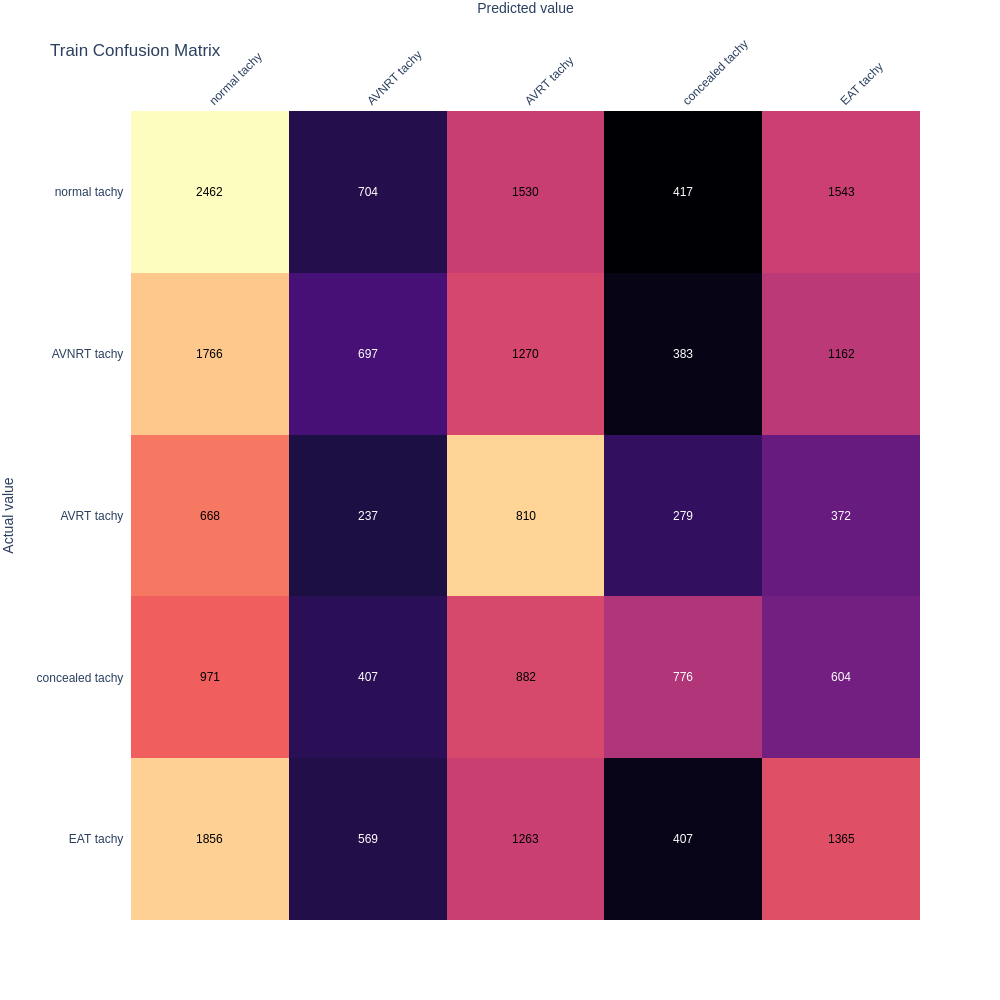 Predicted value
Train Confusion Matrix
normal tachy AVNRT tachy AVRT tachy concealed tachy EAT tachy
normal tachy 2462 704 1530 417 1543
AVNRT tachy 1766 697 1270 383 1162
Actual value
AVRT tachy 668 237 810 279 372
concealed tachy 971 407 882 776 604
EAT tachy 1856 569 1263 407 1365